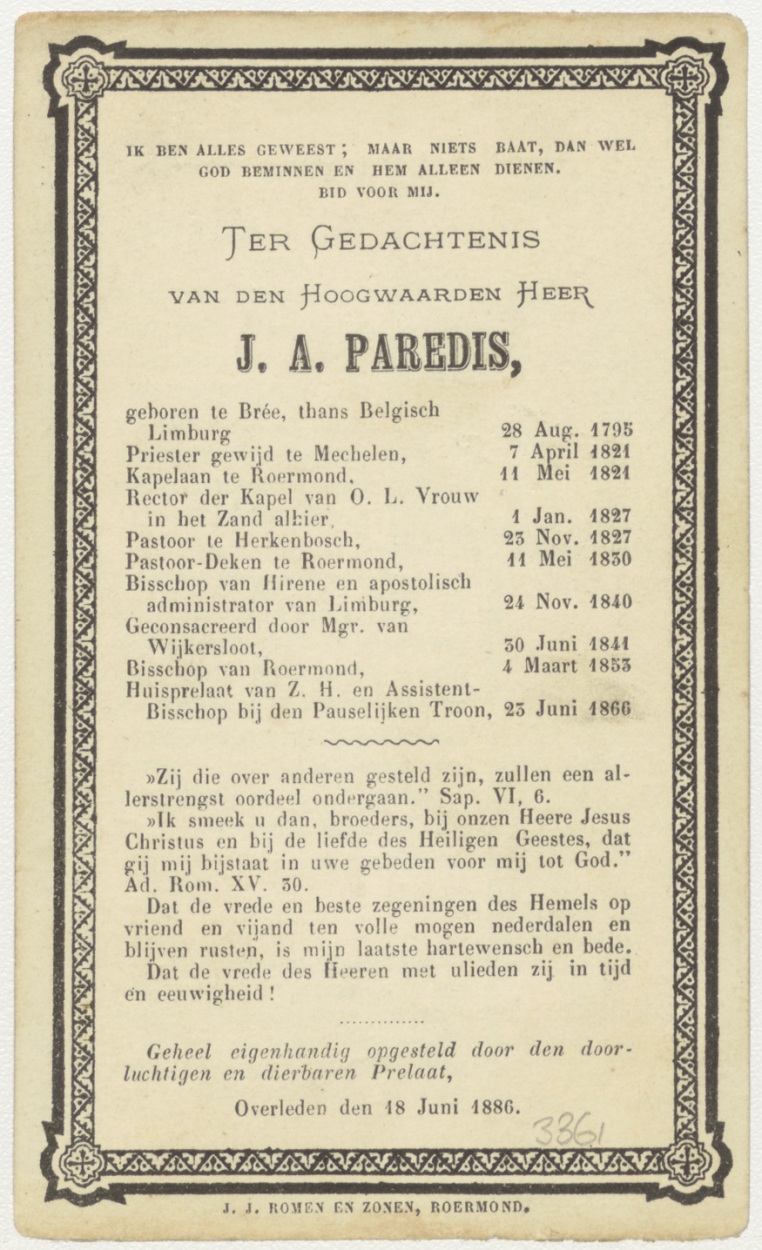 IK BEN ALLES GEWEEST; MAAR NIETS BAAT, DAN WEL
GOD BEMINNEN EN HEM ALLEEN DIENEN.
BID VOOR MIJ.
TER GEDACHTENIS
VAN DEN HOOGWAARDEN HEER
J. A. PAREDIS,
geboren te Brée, thans Belgisch
Limburg 28 Aug. 1795
Priester gewijd te Mechelen, 7 April 1821
Kapelaan te Roermond, 11 Mei 1821
Rector der Kapel van O. L. Vrouw
in het Zand alhier, 1 Jan. 1827
Pastoor te Herkenbosch, 23 Nov. 1827
Pastoor-Deken te Roermond, 11 Mei 1830
Bisschop van Hirene en apostolisch
administrator van Limburg, 24 Nov. 1840
Geconsacreerd door Mgr. van
Wijkersloot, 30 Juni 1841
Bisschop van Roermond, 4 Maart 1853
Huisprelaat van Z. H. en Assistent-
Bisschop bij den Pauselijken Troon, 23 Juni 1866
»Zij die over anderen gesteld zijn, zullen een al-
lerstrengst oordeel ondergaan.” Sap. VI, 6.
»Ik smeek u dan, broeders, bij onzen Heere Jesus
Christus en bij de liefde des Heiligen Geestes, dat
gij mij bijstaat in uwe gebeden voor mij tot God.”
Ad. Rom. XV. 30.
Dat de vrede en beste zegeningen des Hemels op
vriend en vijand ten volle mogen nederdalen en
blijven rusten, is mijn laatste hartewensch en bede.
Dat de vrede des Heeren met ulieden zij in tijd
en eeuwigheid!
Geheel eigenhandig opgesteld door den door-
luchtigen en dierbaren Prelaat,
Overleden den 18 Juni 1886.
3361
J. J. ROMEN EN ZONEN, ROERMOND.